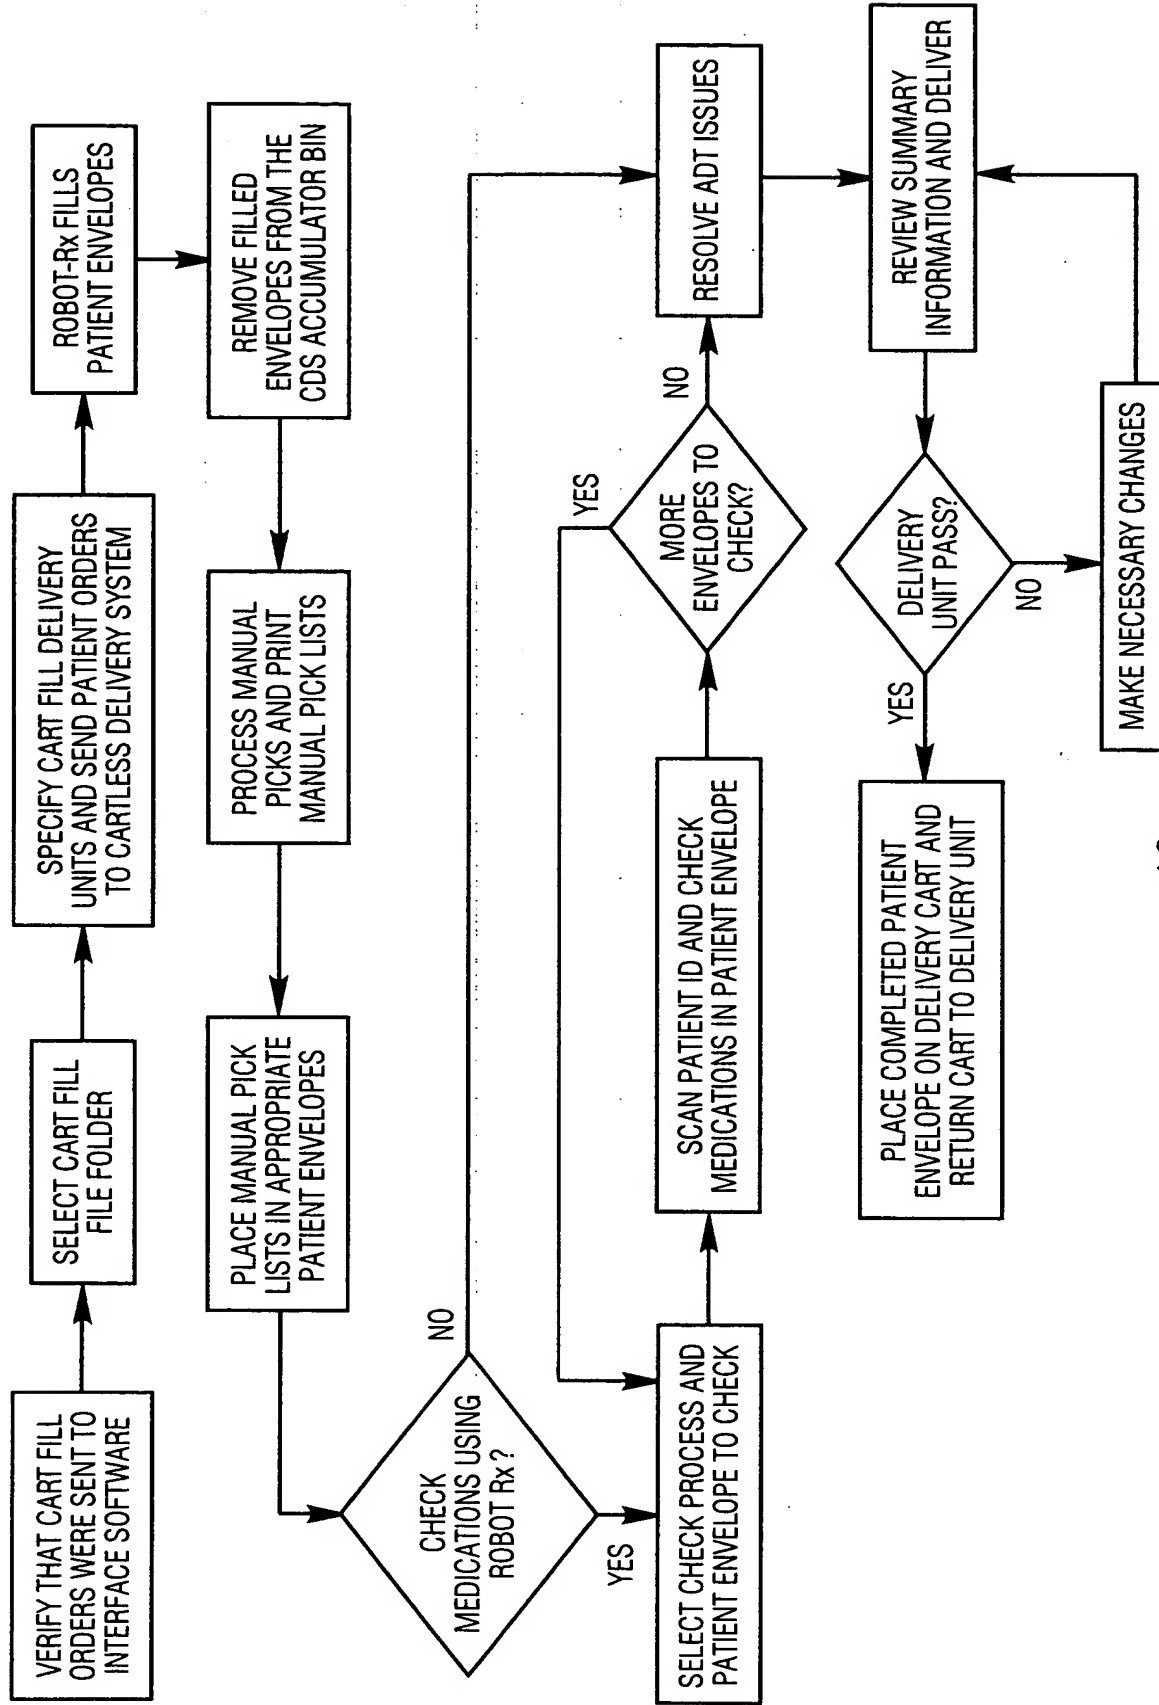 VERIFY THAT CART FILL
ORDERS WERE SENT TO
INTERFACE SOFTWARE
SELECT CART FILL
FILE FOLDER
SPECIFY CART FILL DELIVERY
UNITS AND SEND PATIENT ORDERS
TO CARTLESS DELIVERY SYSTEM
ROBOT-Rx FILLS
PATIENT ENVELOPES
REMOVE FILLED
ENVELOPES FROM THE
CDS ACCUMULATOR BIN
PROCESS MANUAL
PICKS AND PRINT
MANUAL PICK LISTS
PLACE MANUAL PICK
LISTS IN APPROPRIATE
PATIENT ENVELOPES
CHECK
MEDICATIONS USING
ROBOT Rx?
NO
YES
SELECT CHECK PROCESS AND
PATIENT ENVELOPE TO CHECK
SCAN PATIENT ID AND CHECK
MEDICATIONS IN PATIENT ENVELOPE
MORE
ENVELOPES TO
CHECK?
YES
NO
RESOLVE ADT ISSUES
REVIEW SUMMARY
INFORMATION AND DELIVER
DELIVERY
UNIT PASS?
YES
NO
MAKE NECESSARY CHANGES
PLACE COMPLETED PATIENT
ENVELOPE ON DELIVERY CART AND
RETURN CART TO DELIVERY UNIT